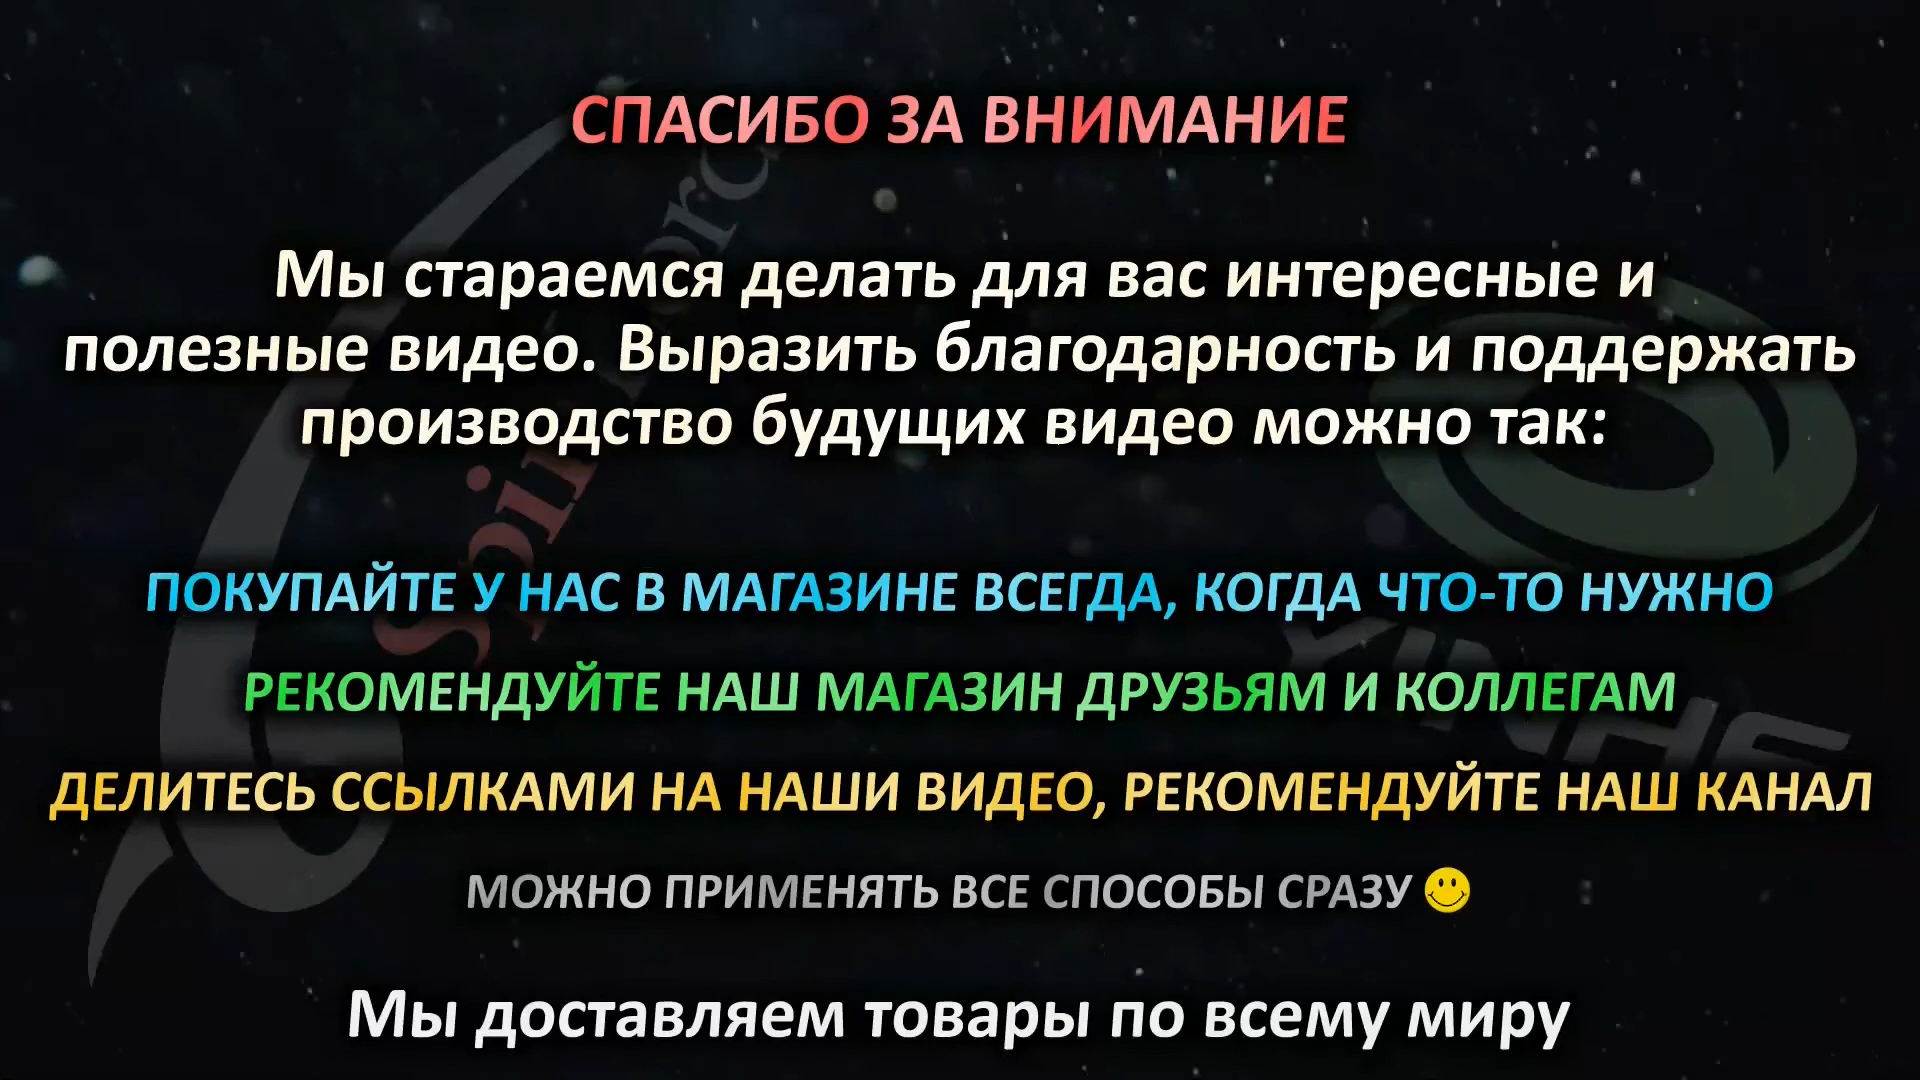 СПАСИБО ЗА ВНИМАНИЕ
Мы стараемся делать для вас интересные и
полезные видео. Выразить благодарность и поддержать
производство будущих видео можно так:
ПОКУПАЙТЕ У НАС В МАГАЗИНЕ ВСЕГДА, КОГДА ЧТО-ТО НУЖНО
РЕКОМЕНДУЙТЕ НАШ МАГАЗИН ДРУЗЬЯМ И КОЛЛЕГАМ
ДЕЛИТЕСЬ ССЫЛКАМИ НА НАШИ ВИДЕО, РЕКОМЕНДУЙТЕ НАШ КАНАЛ
МОЖНО ПРИМЕНЯТЬ ВСЕ СПОСОБЫ СРАЗУ
Мы доставляем товары по всему миру
YINHE